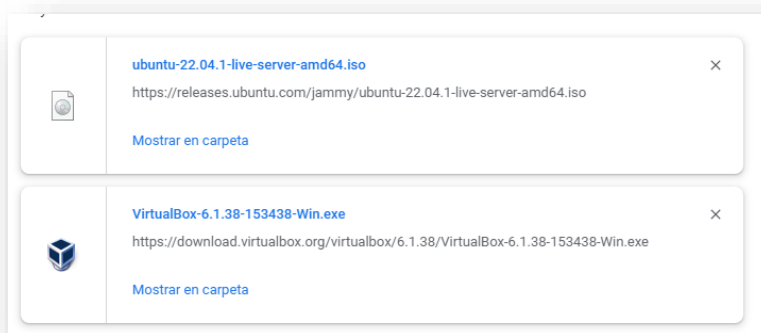 ubuntu-22.04.1-live-server-amd64.iso
https://releases.ubuntu.com/jammy/ubuntu-22.04.1-live-server-amd64.iso
Mostrar en carpeta
VirtualBox-6.1.38-153438-Win.exe
https://download.virtualbox.org/virtualbox/6.1.38/VirtualBox-6.1.38-153438-Win.exe
Mostrar en carpeta